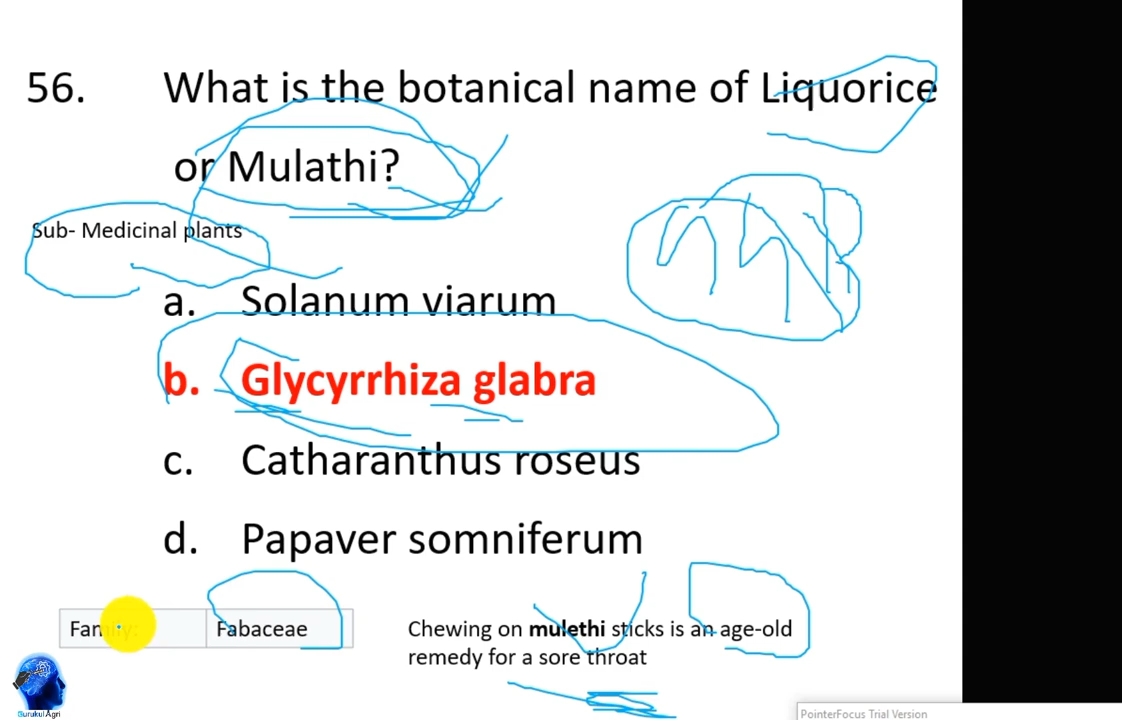 56. What is the botanical name of Liquorice
or Mulathi?
Sub- Medicinal plants
a. Solanum viarum
b. Glycyrrhiza glabra
c. Catharanthus roseus
d. Papaver somniferum
Family: Fabaceae
Chewing on mulethi sticks is an age-old
remedy for a sore throat
Gurukul Agri
PointerFocus Trial Version